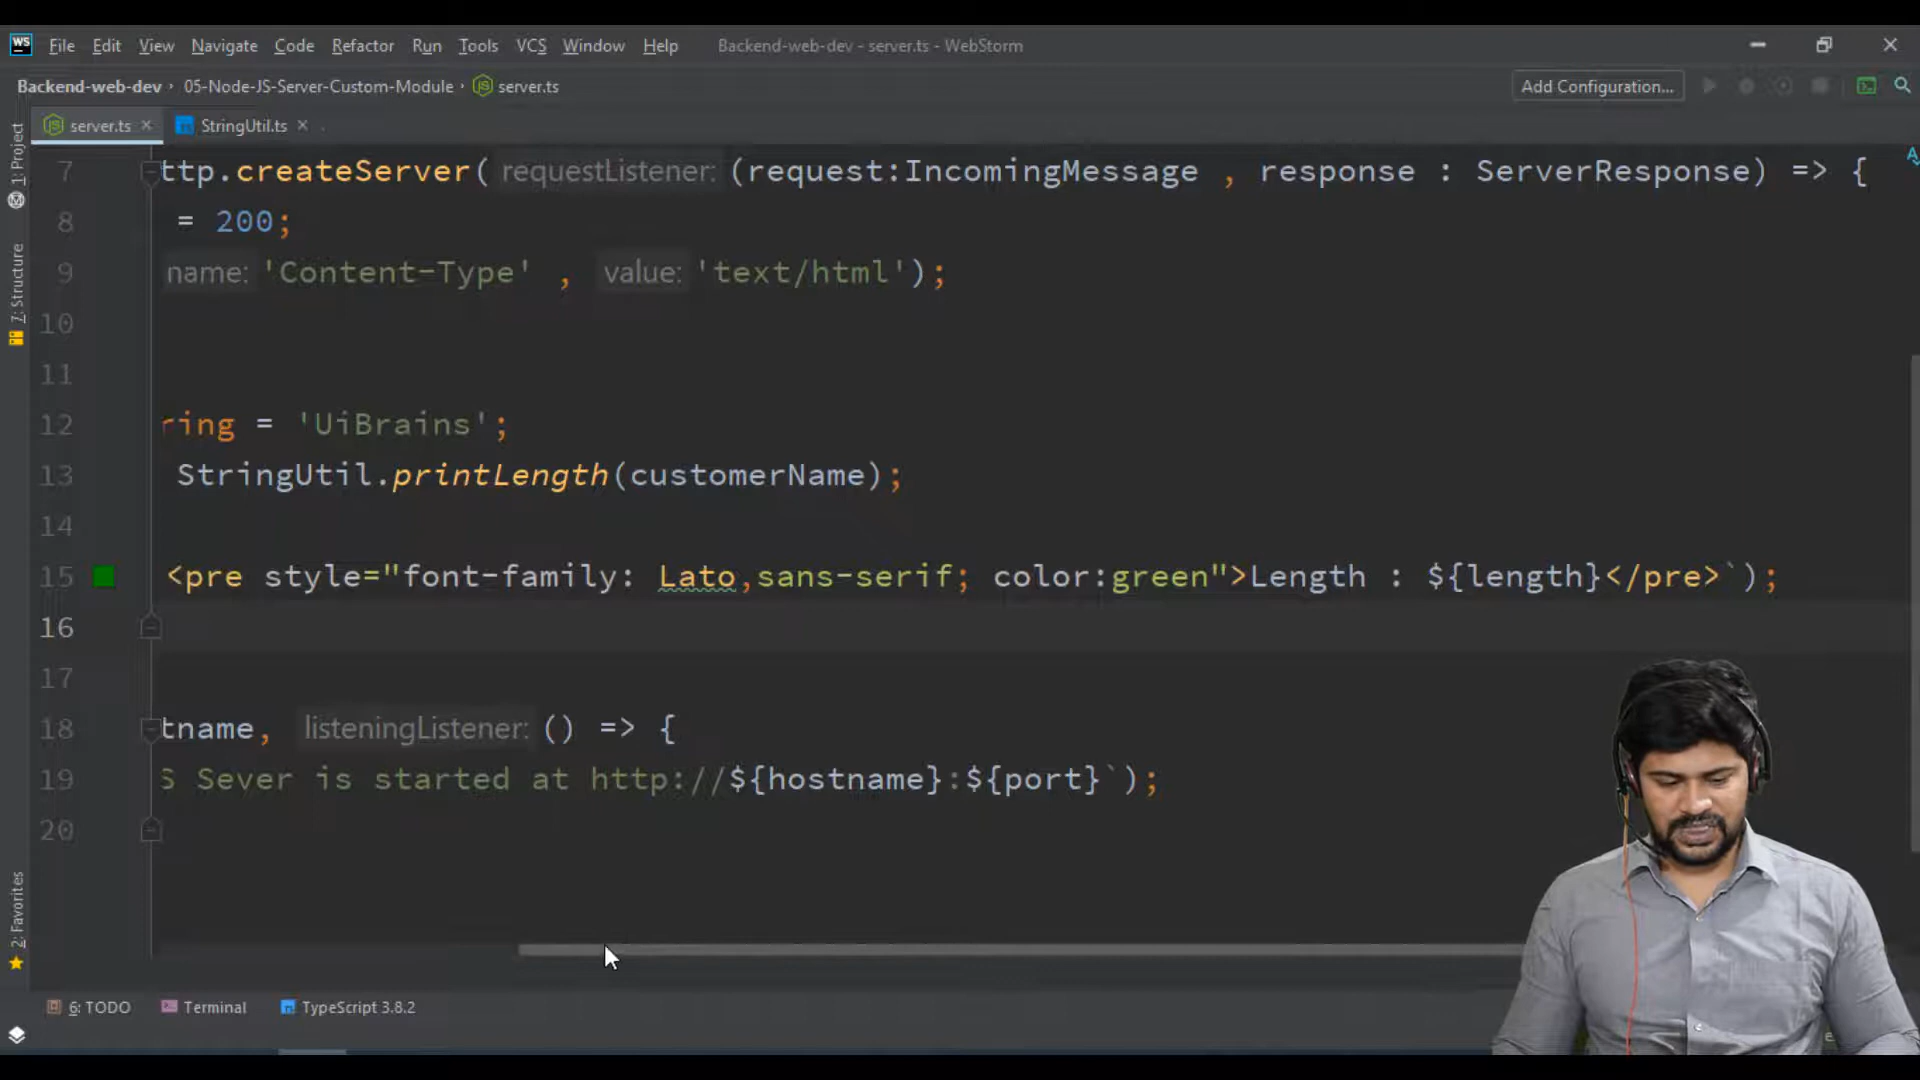 WS File Edit View Navigate Code Refactor Run Tools VCS Window Help Backend-web-dev - server.ts - WebStorm
Backend-web-dev › 05-Node-JS-Server-Custom-Module › JS server.ts Add Configuration...
JS server.ts × StringUtil.ts ×
1: Project
7: Structure
2: Favorites
7 ttp.createServer( requestListener: (request:IncomingMessage , response : ServerResponse) => {
8 = 200;
9 name: 'Content-Type' , value: 'text/html');
10
11
12 ring = 'UiBrains';
13 StringUtil.printLength(customerName);
14
15 <pre style="font-family: Lato,sans-serif; color:green">Length : ${length}</pre>`);
16
17
18 tname, listeningListener: () => {
19 S Sever is started at http://${hostname}:${port}`);
20
6: TODO Terminal TypeScript 3.8.2